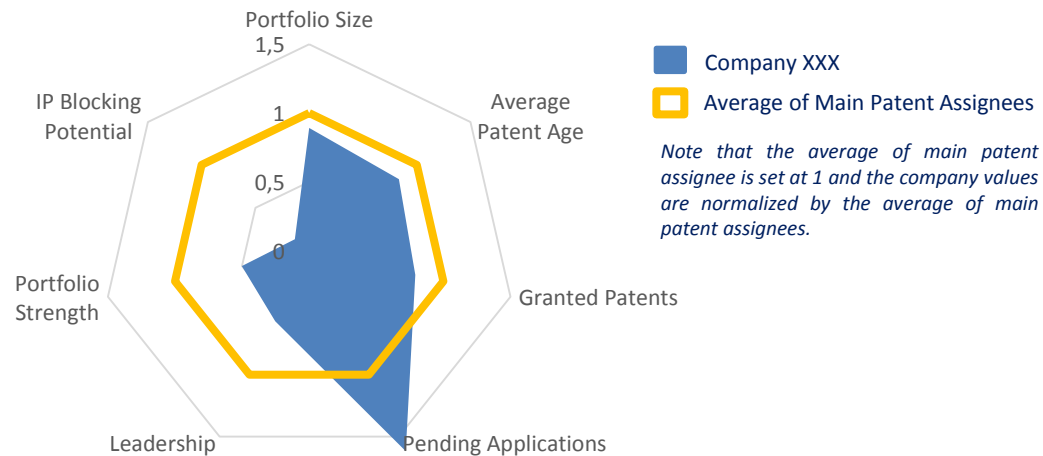 Portfolio Size
1,5
IP Blocking
Potential
Average
Patent Age
1
0,5
0
Portfolio
Strength
Granted Patents
Leadership
Pending Applications
Company XXX
Average of Main Patent Assignees
Note that the average of main patent
assignee is set at 1 and the company values
are normalized by the average of main
patent assignees.